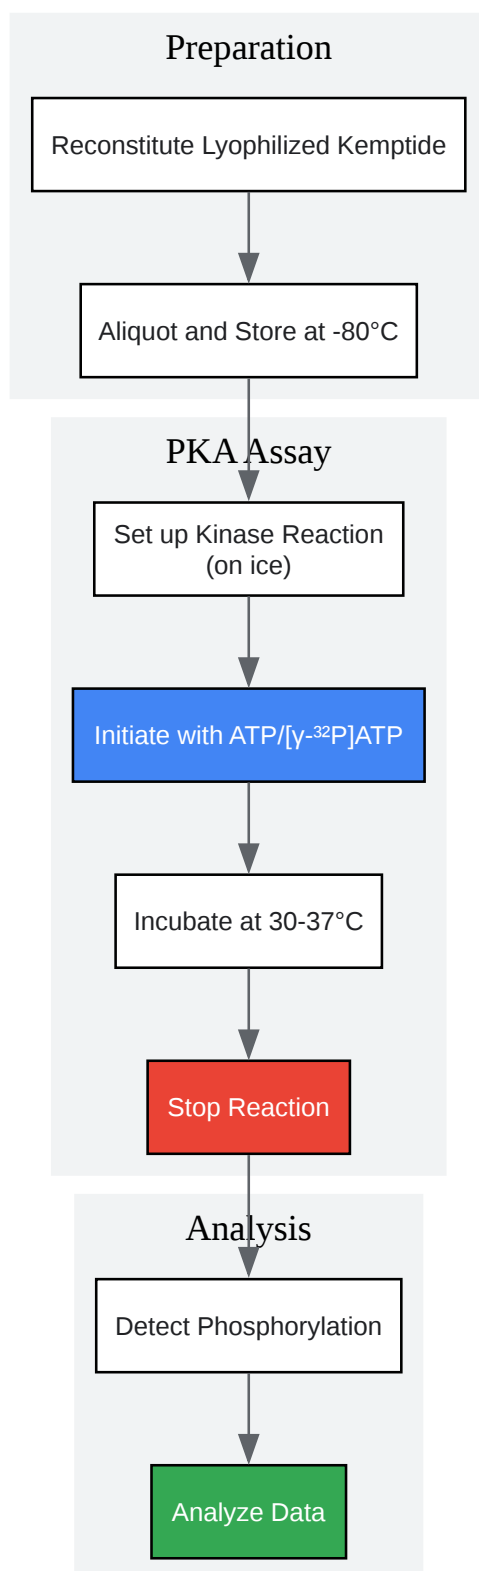 Preparation
Reconstitute Lyophilized Kemptide
Aliquot and Store at -80°C
PKA Assay
Set up Kinase Reaction
(on ice)
Initiate with ATP/[γ-³²P]ATP
Incubate at 30-37°C
Stop Reaction
Analysis
Detect Phosphorylation
Analyze Data